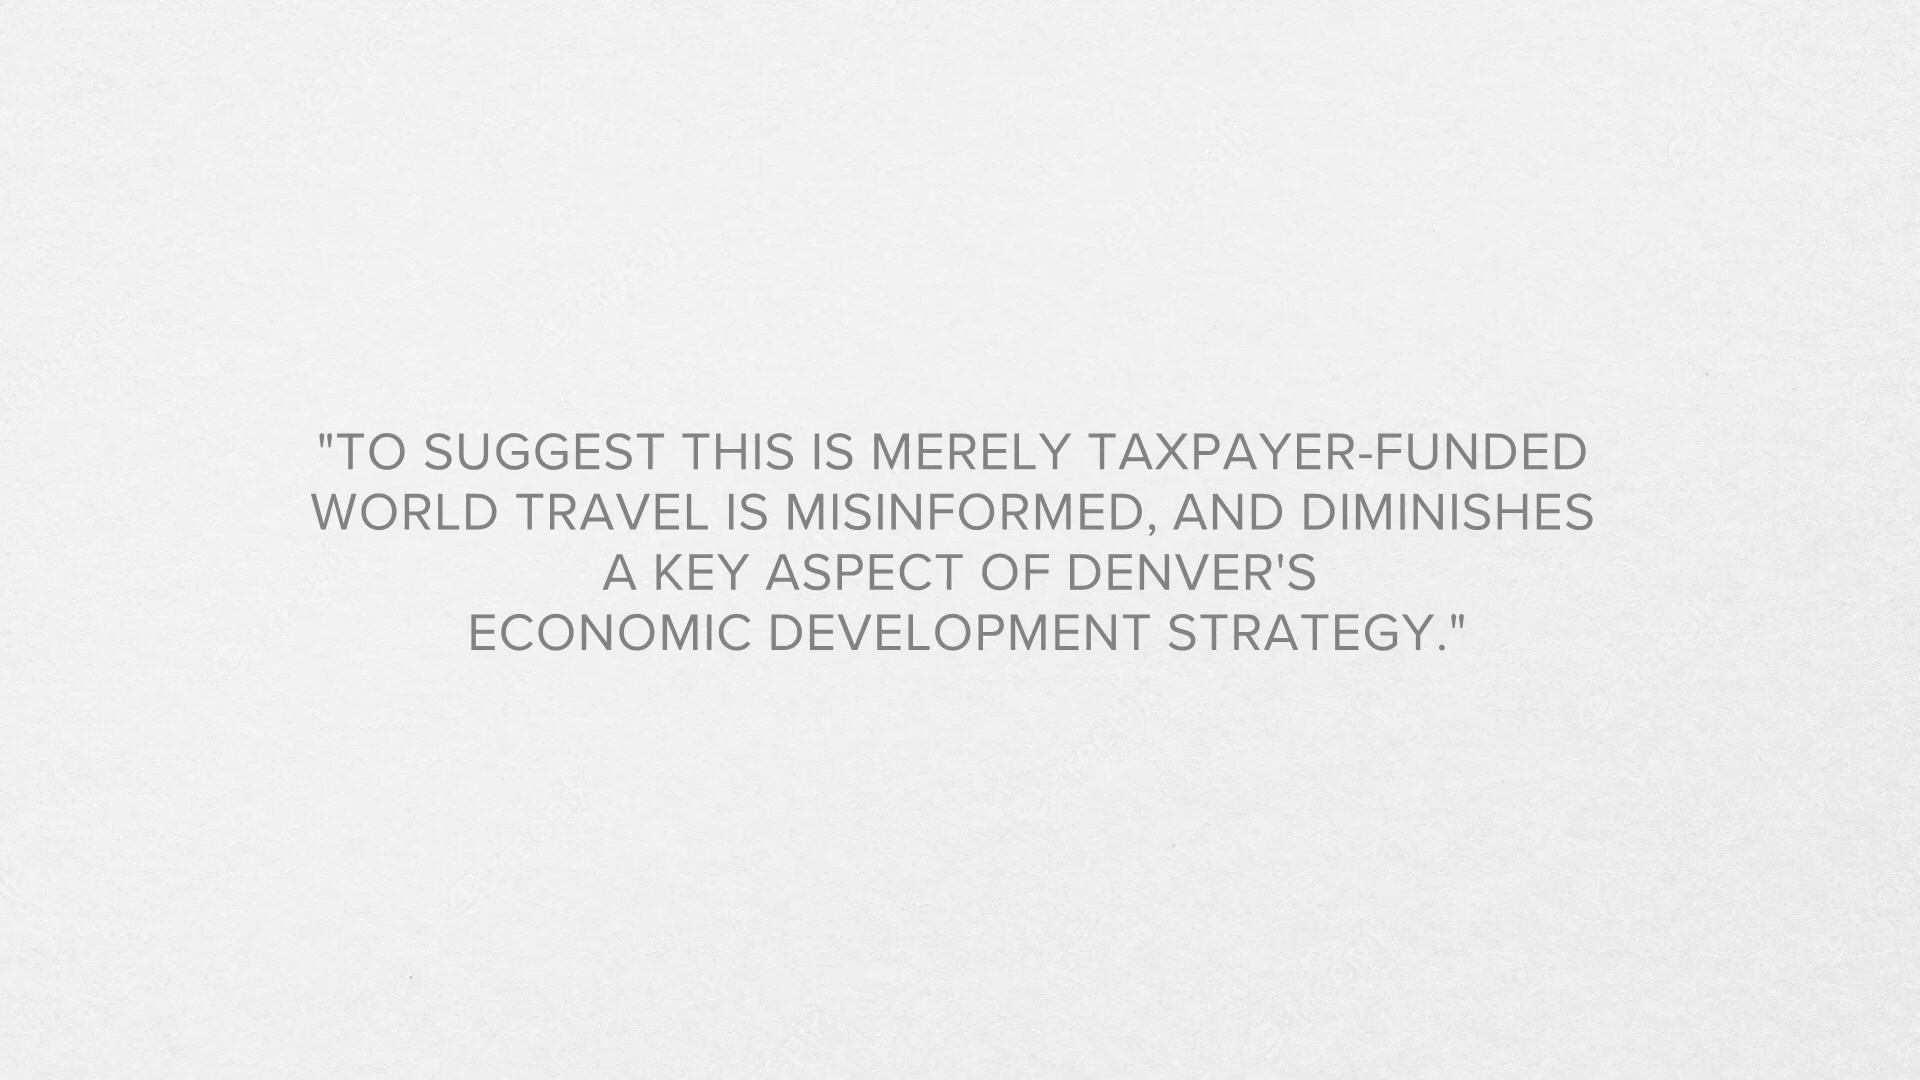 "TO SUGGEST THIS IS MERELY TAXPAYER-FUNDED
WORLD TRAVEL IS MISINFORMED, AND DIMINISHES
A KEY ASPECT OF DENVER'S
ECONOMIC DEVELOPMENT STRATEGY."